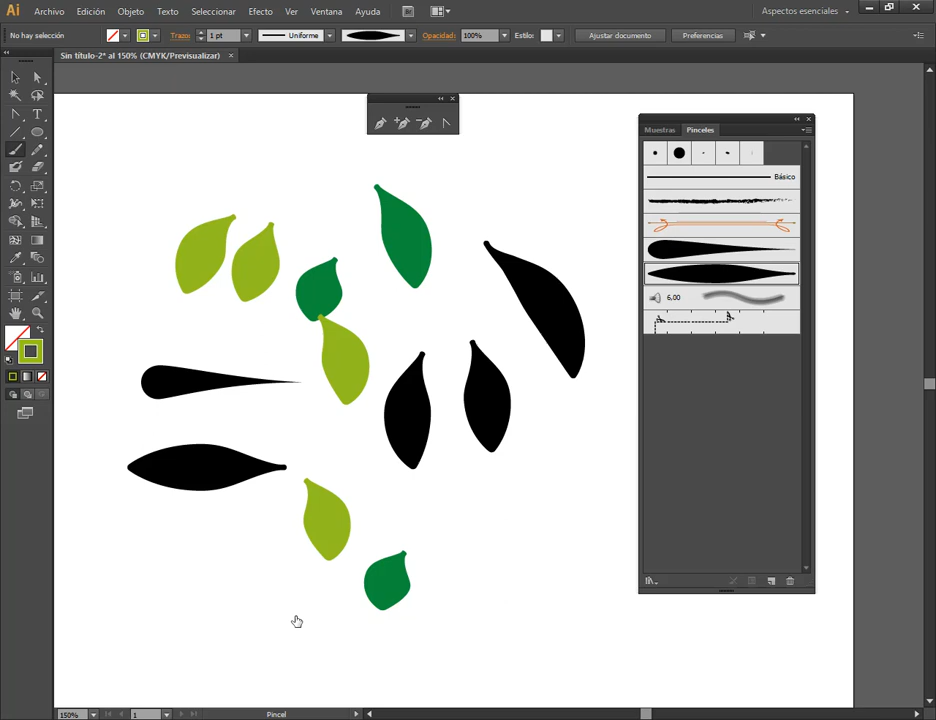 Ai Archivo Edición Objeto Texto Seleccionar Efecto Ver Ventana Ayuda Br Aspectos esenciales
No hay selección Trazo: 1 pt Uniforme Opacidad: 100% Estilo: Ajustar documento Preferencias
Sin título-2* al 150% (CMYK/Previsualizar)
Muestras Pinceles
Básico
6,00
150% 1 Pincel